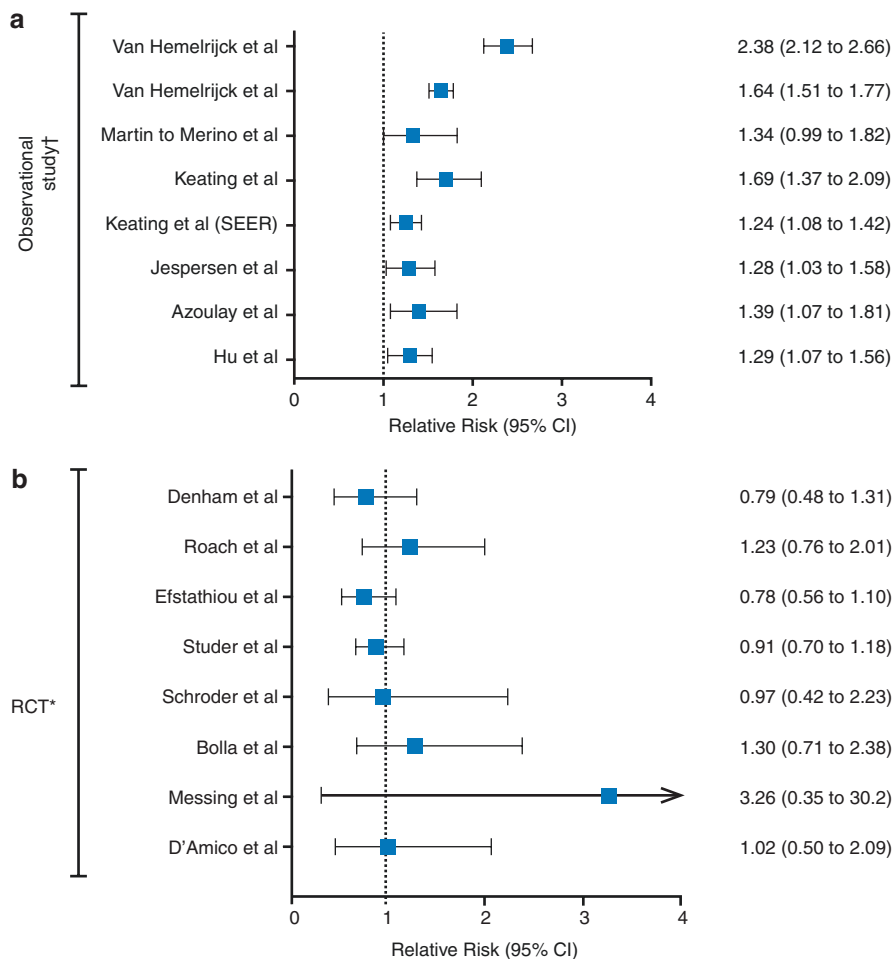 a
Observational
study†
Van Hemelrijck et al 2.38 (2.12 to 2.66)
Van Hemelrijck et al 1.64 (1.51 to 1.77)
Martin to Merino et al 1.34 (0.99 to 1.82)
Keating et al 1.69 (1.37 to 2.09)
Keating et al (SEER) 1.24 (1.08 to 1.42)
Jespersen et al 1.28 (1.03 to 1.58)
Azoulay et al 1.39 (1.07 to 1.81)
Hu et al 1.29 (1.07 to 1.56)
0 1 2 3 4
Relative Risk (95% CI)
b
RCT*
Denham et al 0.79 (0.48 to 1.31)
Roach et al 1.23 (0.76 to 2.01)
Efstathiou et al 0.78 (0.56 to 1.10)
Studer et al 0.91 (0.70 to 1.18)
Schroder et al 0.97 (0.42 to 2.23)
Bolla et al 1.30 (0.71 to 2.38)
Messing et al 3.26 (0.35 to 30.2)
D'Amico et al 1.02 (0.50 to 2.09)
0 1 2 3 4
Relative Risk (95% CI)